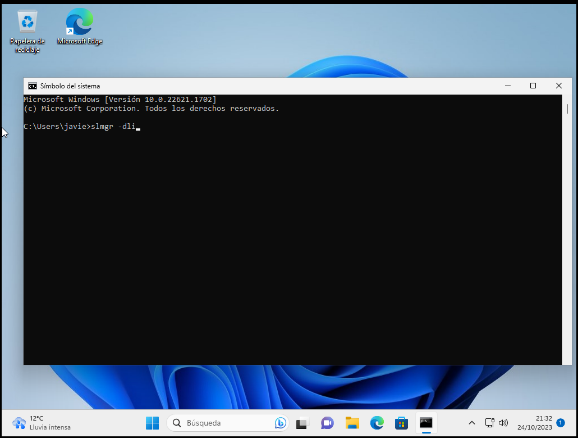 Papelera de
reciclaje
Microsoft Edge
Símbolo del sistema
Microsoft Windows [Versión 10.0.22621.1702]
(c) Microsoft Corporation. Todos los derechos reservados.
C:\Users\javie>slmgr -dli
12°C
Lluvia intensa
Búsqueda
21:32
24/10/2023
1